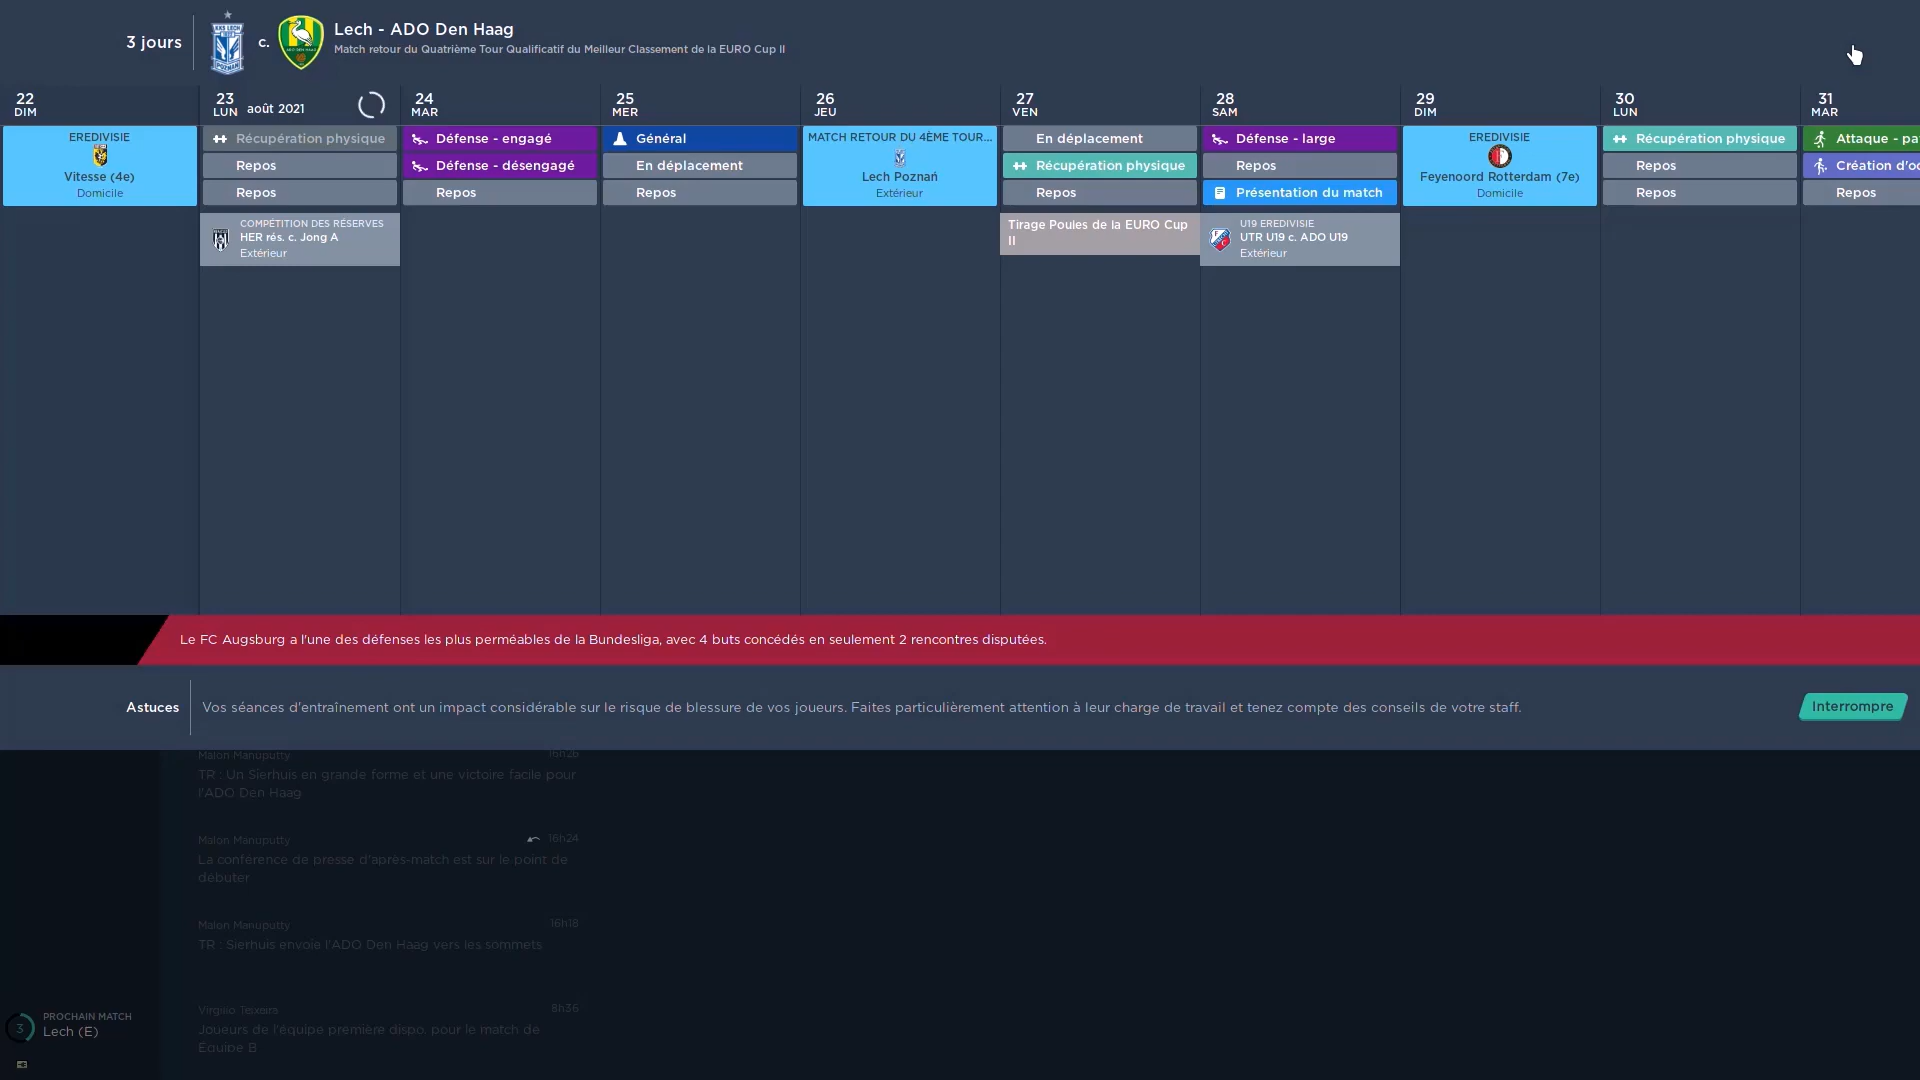 3 jours
c.
Lech - ADO Den Haag
Match retour du Quatrième Tour Qualificatif du Meilleur Classement de la EURO Cup II
22
DIM
23
LUN août 2021
24
MAR
25
MER
26
JEU
27
VEN
28
SAM
29
DIM
30
LUN
31
MAR
EREDIVISIE
Vitesse (4e)
Domicile
Récupération physique
Repos
Repos
COMPÉTITION DES RÉSERVES
HER rés. c. Jong A
Extérieur
Défense - engagé
Défense - désengagé
Repos
Général
En déplacement
Repos
MATCH RETOUR DU 4ÈME TOUR...
Lech Poznań
Extérieur
En déplacement
Récupération physique
Repos
Tirage Poules de la EURO Cup
II
Défense - large
Repos
Présentation du match
U19 EREDIVISIE
UTR U19 c. ADO U19
Extérieur
EREDIVISIE
Feyenoord Rotterdam (7e)
Domicile
Récupération physique
Repos
Repos
Attaque - pa
Création d'oc
Repos
Le FC Augsburg a l'une des défenses les plus perméables de la Bundesliga, avec 4 buts concédés en seulement 2 rencontres disputées.
Astuces
Vos séances d'entraînement ont un impact considérable sur le risque de blessure de vos joueurs. Faites particulièrement attention à leur charge de travail et tenez compte des conseils de votre staff.
Interrompre
Malon Manuputty 16h26
TR : Un Sierhuis en grande forme et une victoire facile pour
l'ADO Den Haag
Malon Manuputty 16h24
La conférence de presse d'après-match est sur le point de
débuter
Malon Manuputty 16h18
TR : Sierhuis envoie l'ADO Den Haag vers les sommets
Virgílio Teixeira 8h36
Joueurs de l'équipe première dispo. pour le match de
Équipe B
3
PROCHAIN MATCH
Lech (E)